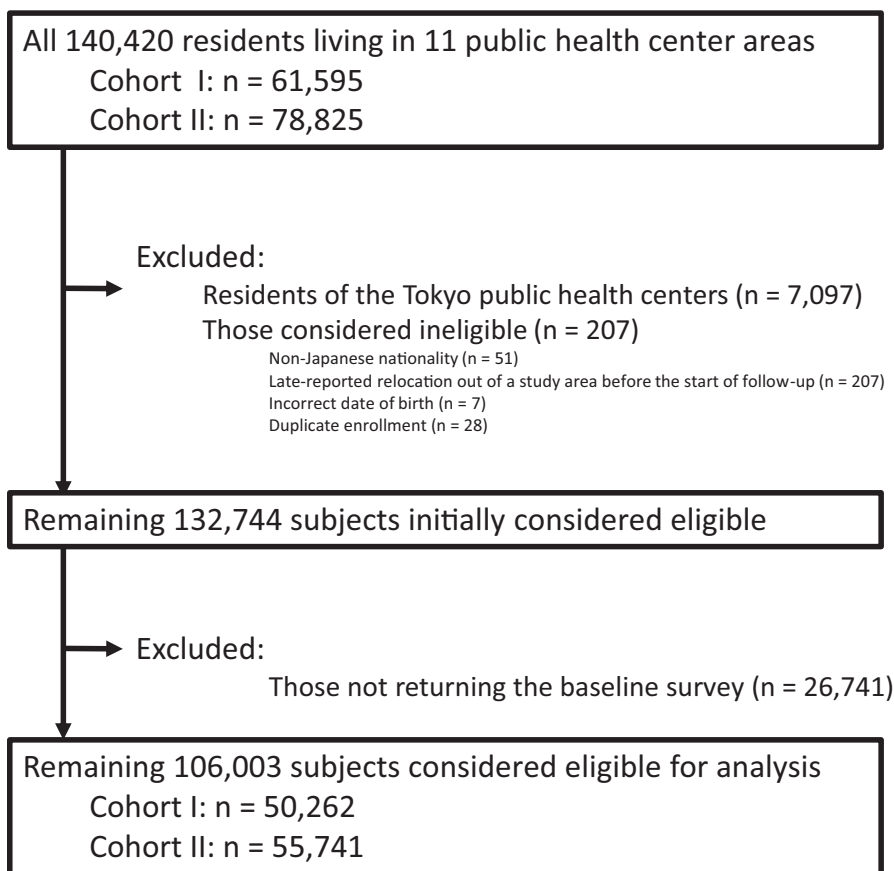 All 140,420 residents living in 11 public health center areas
Cohort I: n = 61,595
Cohort II: n = 78,825
Excluded:
Residents of the Tokyo public health centers (n = 7,097)
Those considered ineligible (n = 207)
Non-Japanese nationality (n = 51)
Late-reported relocation out of a study area before the start of follow-up (n = 207)
Incorrect date of birth (n = 7)
Duplicate enrollment (n = 28)
Remaining 132,744 subjects initially considered eligible
Excluded:
Those not returning the baseline survey (n = 26,741)
Remaining 106,003 subjects considered eligible for analysis
Cohort I: n = 50,262
Cohort II: n = 55,741